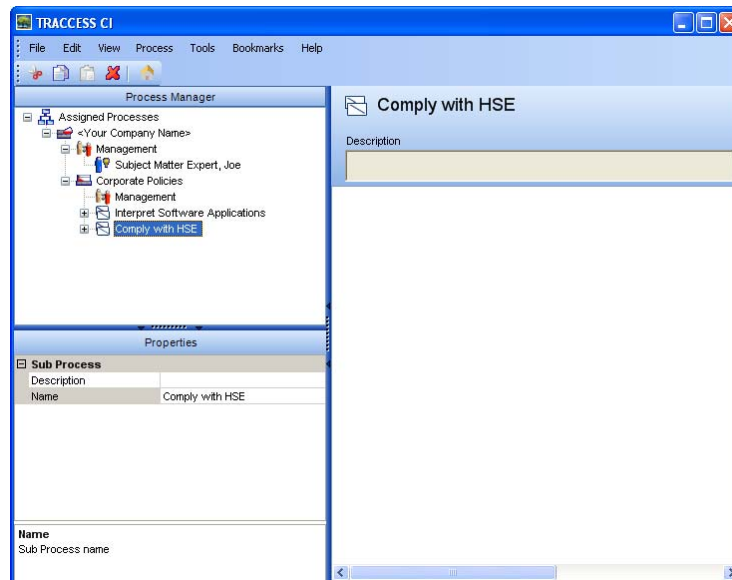 TRACCESS CI
File Edit View Process Tools Bookmarks Help
Process Manager
Assigned Processes
<Your Company Name>
Management
Subject Matter Expert, Joe
Corporate Policies
Management
Interpret Software Applications
Comply with HSE
Properties
Sub Process
Description
Name Comply with HSE
Name
Sub Process name
Comply with HSE
Description